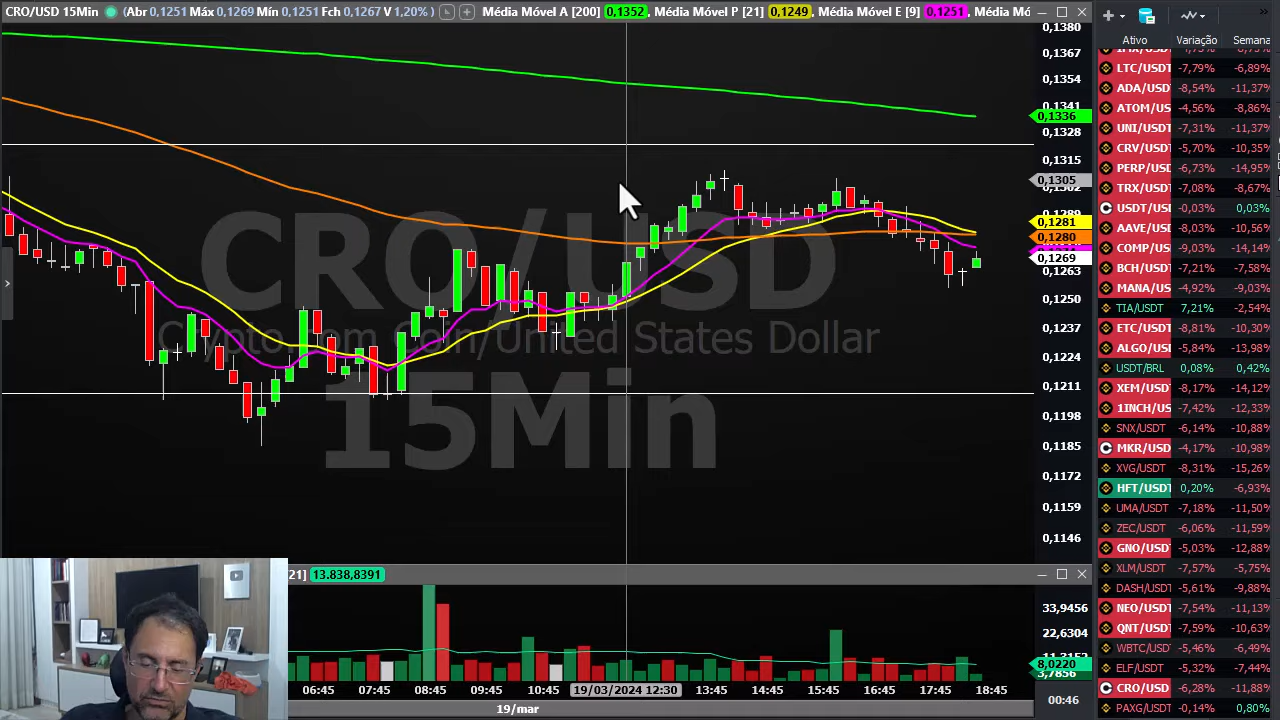 CRO/USD 15Min (Abr 0,1251 Máx 0,1269 Mín 0,1251 Fch 0,1267 V 1,20% ) Média Móvel A [200] 0,1352 , Média Móvel P [21] 0,1249 , Média Móvel E [9] 0,1251 , Média Mó
0,1380
0,1367
0,1354
0,1341
0,1336
0,1328
0,1315
0,1305
0,1289
0,1281
0,1280
0,1269
0,1263
0,1250
0,1237
0,1224
0,1211
0,1198
0,1185
0,1172
0,1159
0,1146
CRO/USD
Crypto.com Coin/United States Dollar
15Min
21] 13.838,8391
33,9456
22,6304
8,0220
3,7856
06:45 07:45 08:45 09:45 10:45 19/03/2024 12:30 13:45 14:45 15:45 16:45 17:45 18:45
00:46
19/mar
Ativo Variação Semana
LTC/USDT -7,79% -6,89%
ADA/USD -8,54% -11,37%
ATOM/US -4,56% -8,86%
UNI/USD -7,31% -11,37%
CRV/USD -5,70% -10,35%
PERP/USD -6,73% -14,95%
TRX/USD -7,08% -8,67%
USDT/USD -0,03% 0,03%
AAVE/USD -8,03% -10,56%
COMP/USD -9,03% -14,14%
BCH/USD -7,21% -7,58%
MANA/US -4,92% -9,03%
TIA/USDT 7,21% -2,54%
ETC/USD -8,81% -10,30%
ALGO/US -5,84% -13,98%
USDT/BRL 0,08% 0,42%
XEM/USD -8,17% -14,12%
1INCH/US -7,42% -12,33%
SNX/USDT -6,14% -10,88%
MKR/USD -4,17% -10,98%
XVG/USDT -8,31% -15,26%
HFT/USDT 0,20% -6,93%
UMA/USDT -7,18% -11,50%
ZEC/USDT -6,06% -11,59%
GNO/USD -5,03% -12,88%
XLM/USDT -7,57% -5,75%
DASH/USDT -5,61% -9,88%
NEO/USD -7,54% -11,13%
QNT/USD -7,59% -10,63%
WBTC/USDT -5,46% -6,49%
ELF/USDT -5,32% -7,44%
CRO/USD -6,28% -11,88%
PAXG/USD -0,14% 0,80%